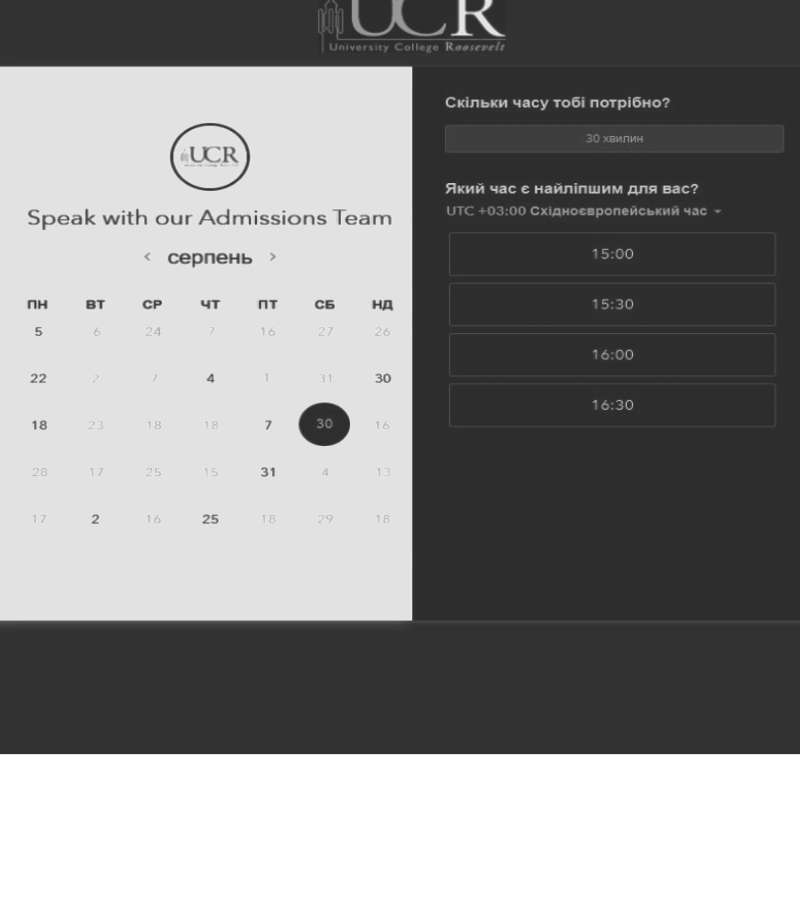 UCR
University College Roosevelt
UCR
Speak with our Admissions Team
< серпень >
ПН ВТ СР ЧТ ПТ СБ НД
5 6 24 7 16 27 26
22 2 7 4 1 31 30
18 23 18 18 7 30 16
28 17 25 15 31 4 13
17 2 16 25 18 29 18
Скільки часу тобі потрібно?
30 хвилин
Який час є найліпшим для вас?
UTC +03:00 Східноєвропейський час
15:00
15:30
16:00
16:30